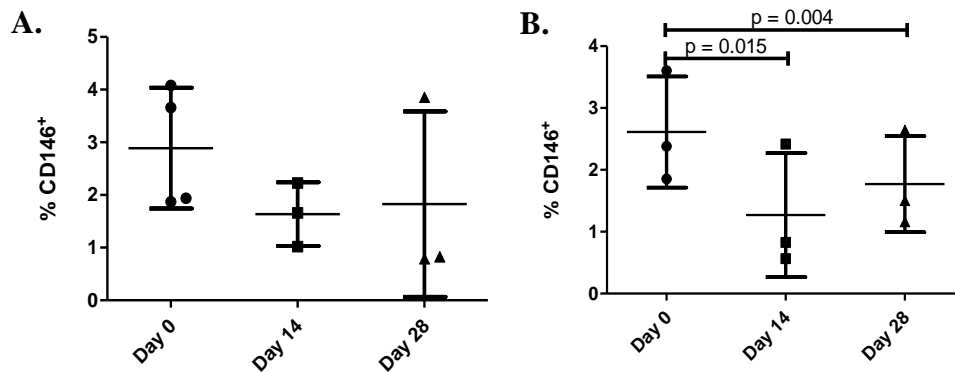 A.
% CD146⁺
5
4
3
2
1
0
Day 0
Day 14
Day 28
B.
p = 0.004
p = 0.015
% CD146⁺
4
3
2
1
0
Day 0
Day 14
Day 28